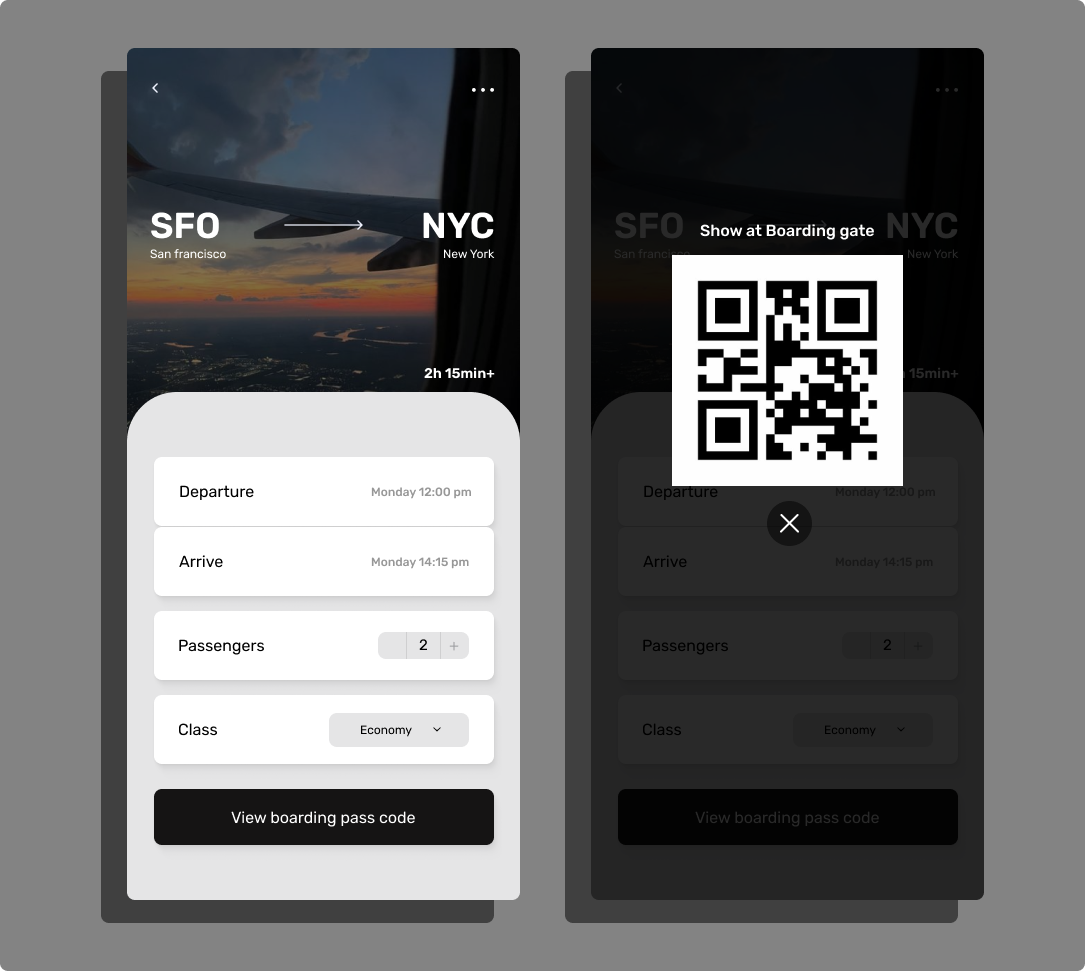 SFO
San francisco
NYC
New York
2h 15min+
Departure
Monday 12:00 pm
Arrive
Monday 14:15 pm
Passengers
2 +
Class
Economy
View boarding pass code
SFO
San francisco
NYC
New York
Show at Boarding gate
15min+
Departure
Monday 12:00 pm
Arrive
Monday 14:15 pm
Passengers
2 +
Class
Economy
View boarding pass code